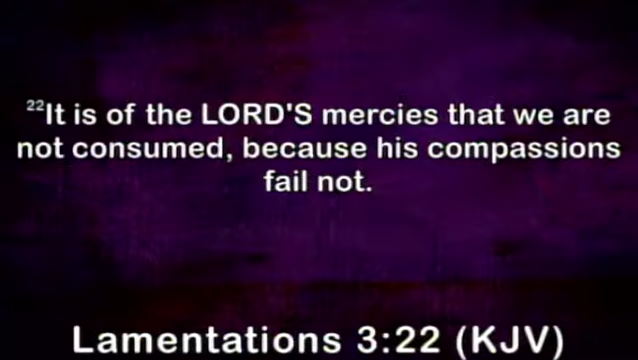 22It is of the LORD'S mercies that we are
not consumed, because his compassions
fail not.
Lamentations 3:22 (KJV)